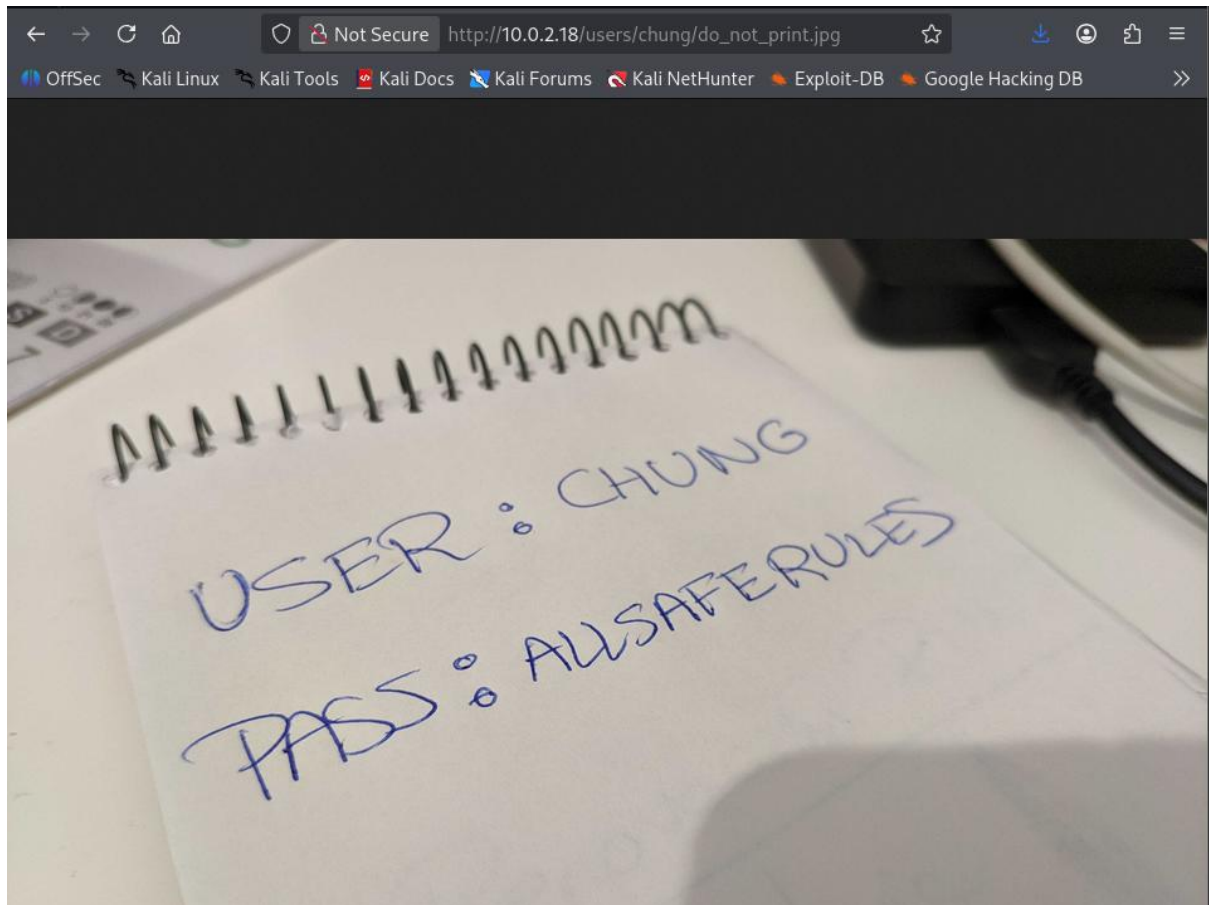 Not Secure http://10.0.2.18/users/chung/do_not_print.jpg
OffSec Kali Linux Kali Tools Kali Docs Kali Forums Kali NetHunter Exploit-DB Google Hacking DB
S D
USER: CHUNG
PASS: ALLSAFERULES